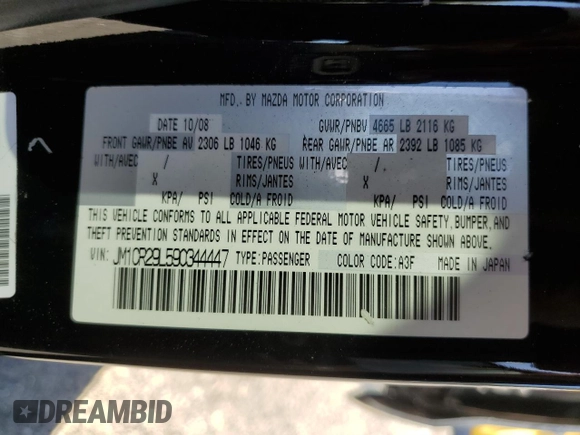 MFD. BY MAZDA MOTOR CORPORATION
DATE 10/08 GVWR/PNBV 4665 LB 2116 KG
FRONT GAWR/PNBE AV 2306 LB 1046 KG REAR GAWR/PNBE AR 2392 LB 1085 KG
WITH/AVEC / TIRES/PNEUS WITH/AVEC / TIRES/PNEUS
X RIMS/JANTES X RIMS/JANTES
KPA/ PSI COLD/A FROID KPA/ PSI COLD/A FROID
THIS VEHICLE CONFORMS TO ALL APPLICABLE FEDERAL MOTOR VEHICLE SAFETY, BUMPER, AND
THEFT PREVENTION STANDARDS IN EFFECT ON THE DATE OF MANUFACTURE SHOWN ABOVE.
VIN: JM1CR29L590344447 TYPE:PASSENGER COLOR CODE:A3F MADE IN JAPAN
DREAMBID